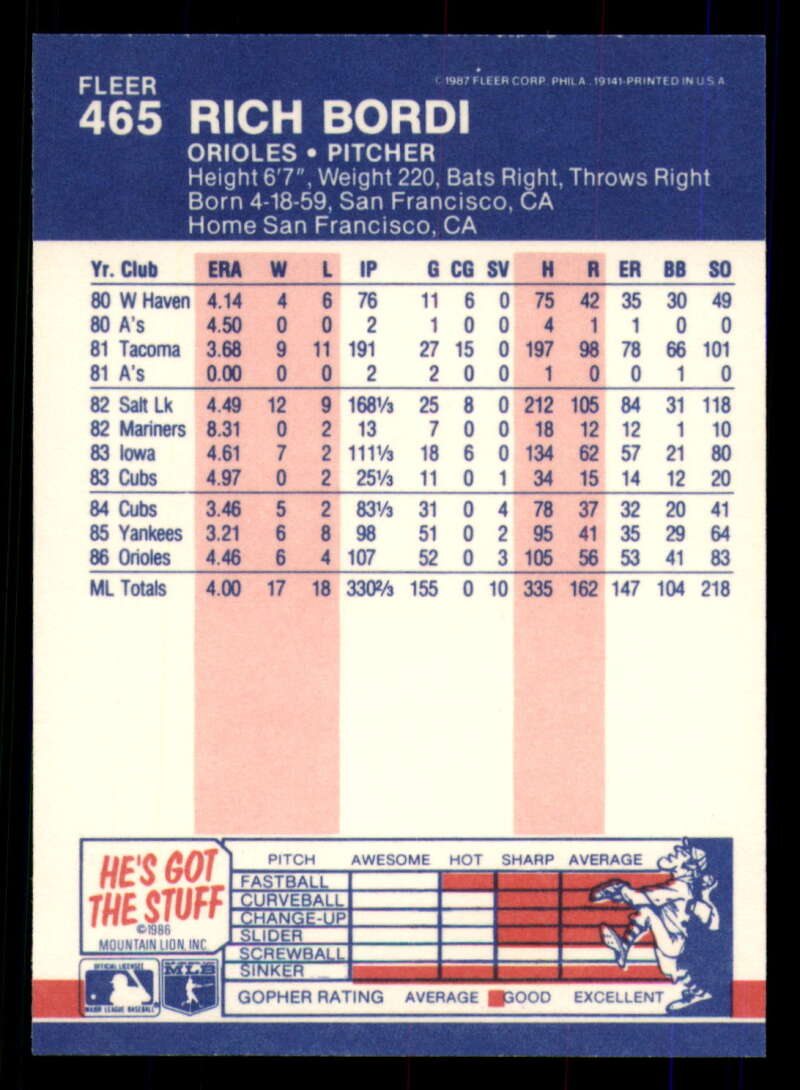 FLEER
©1987 FLEER CORP. PHILA., 19141-PRINTED IN U.S.A.
465 RICH BORDI
ORIOLES • PITCHER
Height 6'7", Weight 220, Bats Right, Throws Right
Born 4-18-59, San Francisco, CA
Home San Francisco, CA
Yr. Club ERA W L IP G CG SV H R ER BB SO
80 W Haven 4.14 4 6 76 11 6 0 75 42 35 30 49
80 A's 4.50 0 0 2 1 0 0 4 1 1 0 0
81 Tacoma 3.68 9 11 191 27 15 0 197 98 78 66 101
81 A's 0.00 0 0 2 2 0 0 1 0 0 1 0
82 Salt Lk 4.49 12 9 168⅓ 25 8 0 212 105 84 31 118
82 Mariners 8.31 0 2 13 7 0 0 18 12 12 1 10
83 Iowa 4.61 7 2 111⅓ 18 6 0 134 62 57 21 80
83 Cubs 4.97 0 2 25⅓ 11 0 1 34 15 14 12 20
84 Cubs 3.46 5 2 83⅓ 31 0 4 78 37 32 20 41
85 Yankees 3.21 6 8 98 51 0 2 95 41 35 29 64
86 Orioles 4.46 6 4 107 52 0 3 105 56 53 41 83
ML Totals 4.00 17 18 330⅔ 155 0 10 335 162 147 104 218
HE'S GOT
THE STUFF
©1986
MOUNTAIN LION, INC.
PITCH AWESOME HOT SHARP AVERAGE
FASTBALL
CURVEBALL
CHANGE-UP
SLIDER
SCREWBALL
SINKER
GOPHER RATING AVERAGE GOOD EXCELLENT
OFFICIAL LICENSEE
MAJOR LEAGUE BASEBALL
MLB